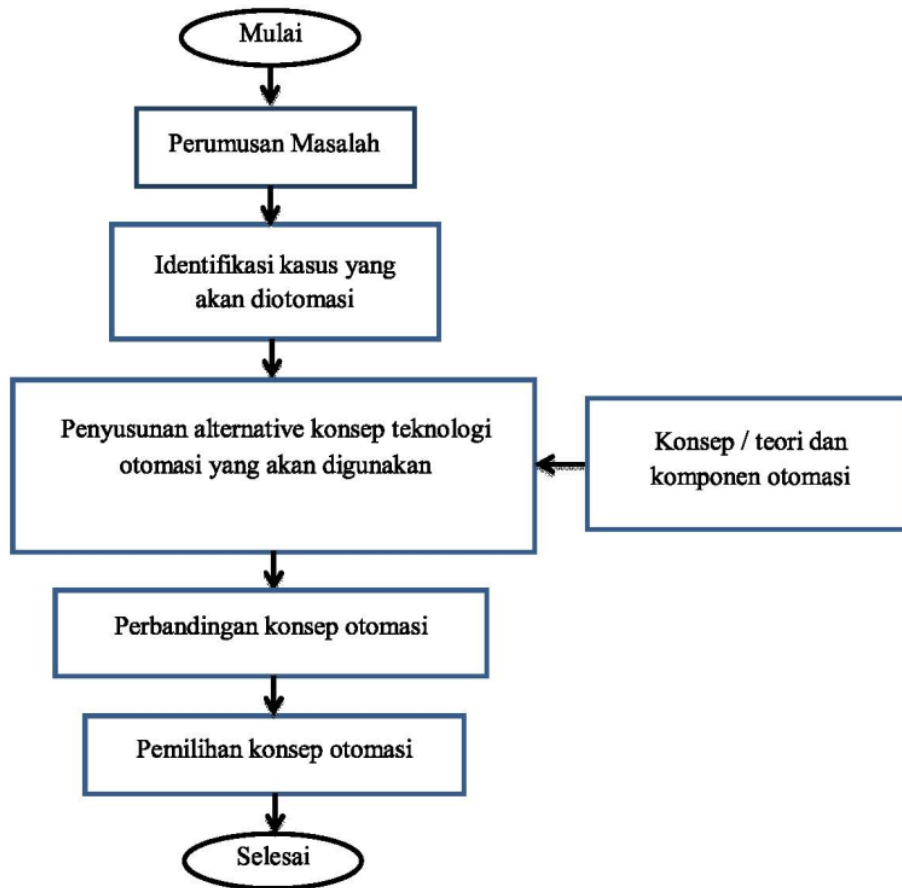 Mulai
Perumusan Masalah
Identifikasi kasus yang
akan diotomasi
Penyusunan alternative konsep teknologi
otomasi yang akan digunakan
Konsep / teori dan
komponen otomasi
Perbandingan konsep otomasi
Pemilihan konsep otomasi
Selesai